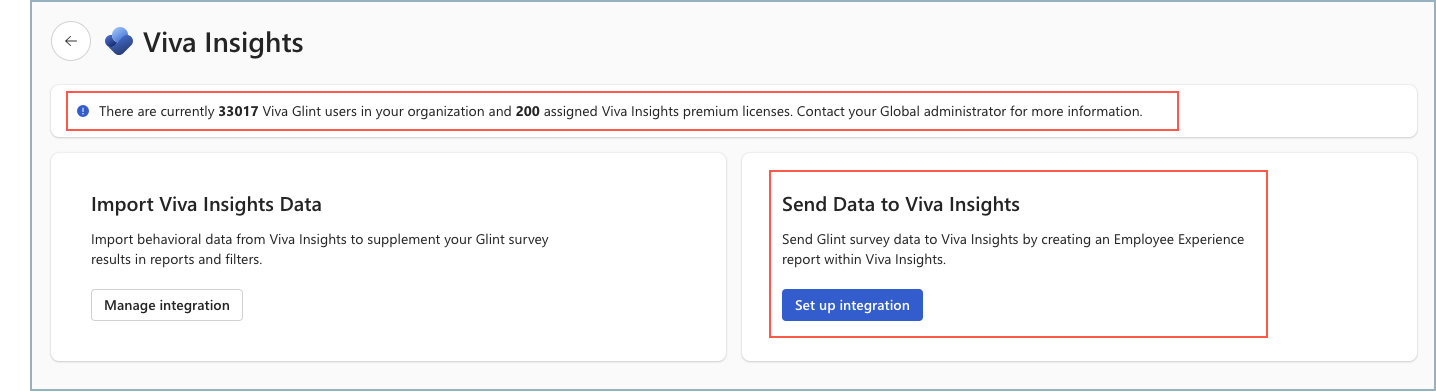 Viva Insights
There are currently 33017 Viva Glint users in your organization and 200 assigned Viva Insights premium licenses. Contact your Global administrator for more information.
Import Viva Insights Data
Import behavioral data from Viva Insights to supplement your Glint survey
results in reports and filters.
Manage integration
Send Data to Viva Insights
Send Glint survey data to Viva Insights by creating an Employee Experience
report within Viva Insights.
Set up integration